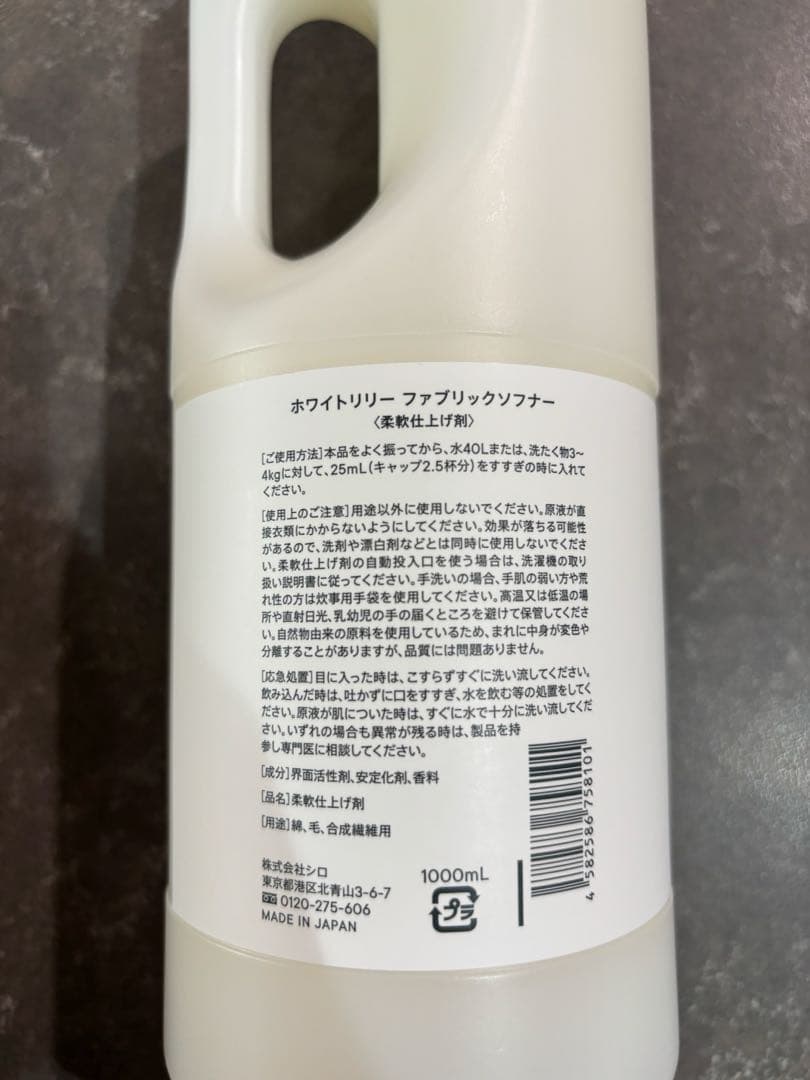 ホワイトリリー ファブリックソフナー
〈柔軟仕上げ剤〉
[ご使用方法]本品をよく振ってから、水40Lまたは、洗たく物3～
4kgに対して、25mL(キャップ2.5杯分)をすすぎの時に入れて
ください。
[使用上のご注意]用途以外に使用しないでください。原液が直
接衣類にかからないようにしてください。効果が落ちる可能性
があるので、洗剤や漂白剤などとは同時に使用しないでくださ
い。柔軟仕上げ剤の自動投入口を使う場合は、洗濯機の取り
扱い説明書に従ってください。手洗いの場合、手肌の弱い方や荒
れ性の方は炊事用手袋を使用してください。高温又は低温の場
所や直射日光、乳幼児の手の届くところを避けて保管してくださ
い。自然物由来の原料を使用しているため、まれに中身が変色や
分離することがありますが、品質には問題ありません。
[応急処置]目に入った時は、こすらずすぐに洗い流してください。
飲み込んだ時は、吐かずに口をすすぎ、水を飲む等の処置をしてく
ださい。原液が肌についた時は、すぐに水で十分に洗い流してくだ
さい。いずれの場合も異常が残る時は、製品を持
参し専門医に相談してください。
[成分]界面活性剤、安定化剤、香料
[品名]柔軟仕上げ剤
[用途]綿、毛、合成繊維用
株式会社シロ
東京都港区北青山3-6-7
0120-275-606
MADE IN JAPAN
1000mL
プラ
4 582586 758101